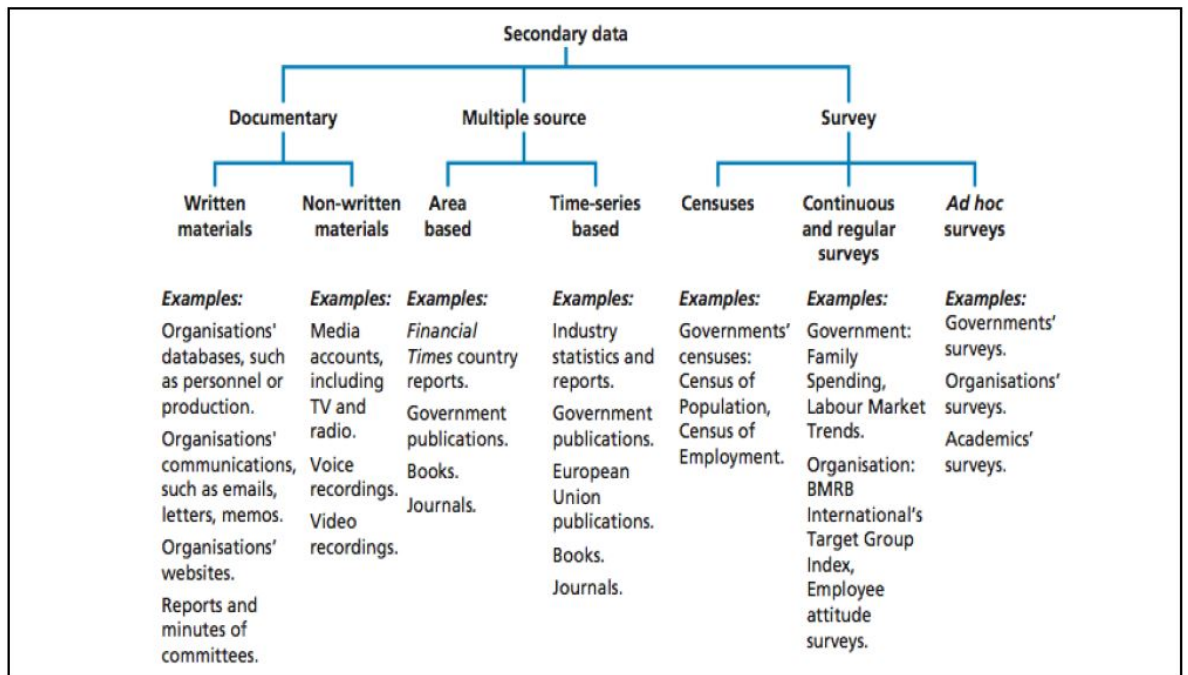 Secondary data
Documentary
Multiple source
Survey
Written
materials
Non-written
materials
Area
based
Time-series
based
Censuses
Continuous
and regular
surveys
Ad hoc
surveys
Examples:
Organisations'
databases, such
as personnel or
production.
Organisations'
communications,
such as emails,
letters, memos.
Organisations’
websites.
Reports and
minutes of
committees.
Examples:
Media
accounts,
including
TV and
radio.
Voice
recordings.
Video
recordings.
Examples:
Financial
Times country
reports.
Government
publications.
Books.
Journals.
Examples:
Industry
statistics and
reports.
Government
publications.
European
Union
publications.
Books.
Journals.
Examples:
Governments’
censuses:
Census of
Population,
Census of
Employment.
Examples:
Government:
Family
Spending,
Labour Market
Trends.
Organisation:
BMRB
International’s
Target Group
Index,
Employee
attitude
surveys.
Examples:
Governments’
surveys.
Organisations’
surveys.
Academics’
surveys.